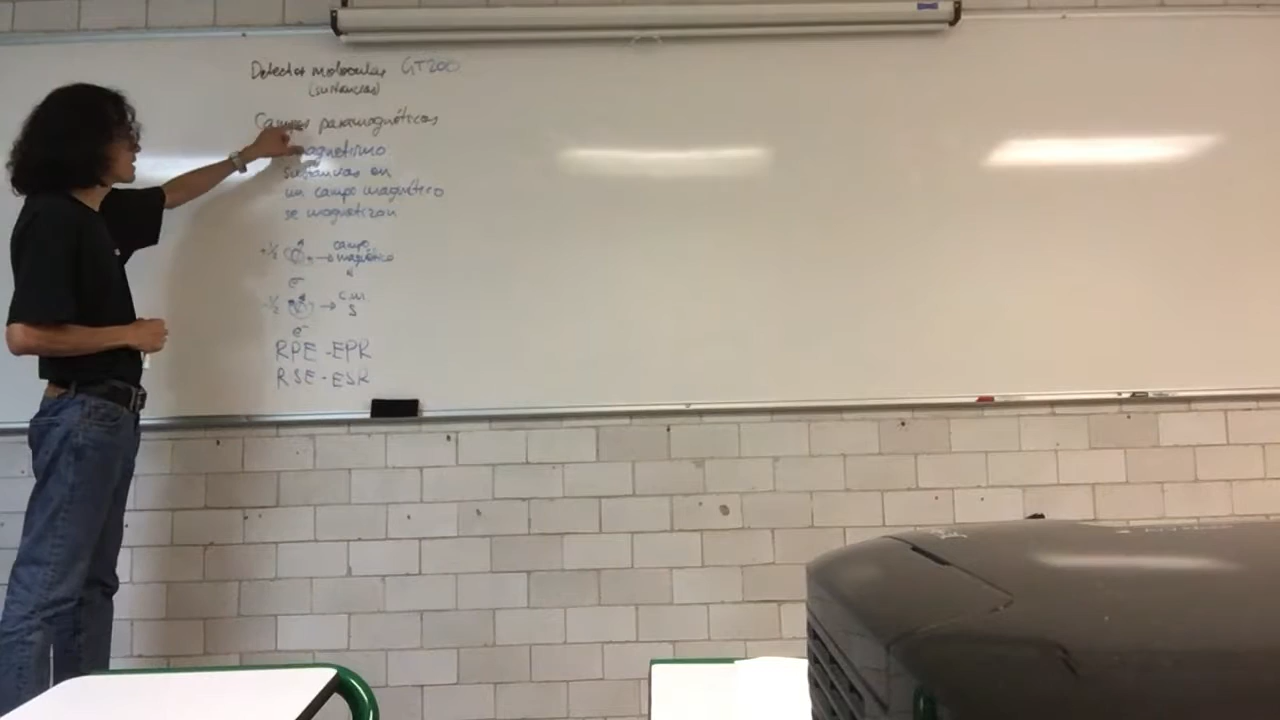 Detector molecular GT200
(sustancias)
Campos paramagnéticos
magnetismo
sustancias en
un campo magnético
se magnetizan
+½ → campo magnético
e⁻
-½ → c.m. S
e⁻
RPE - EPR
RSE - ESR